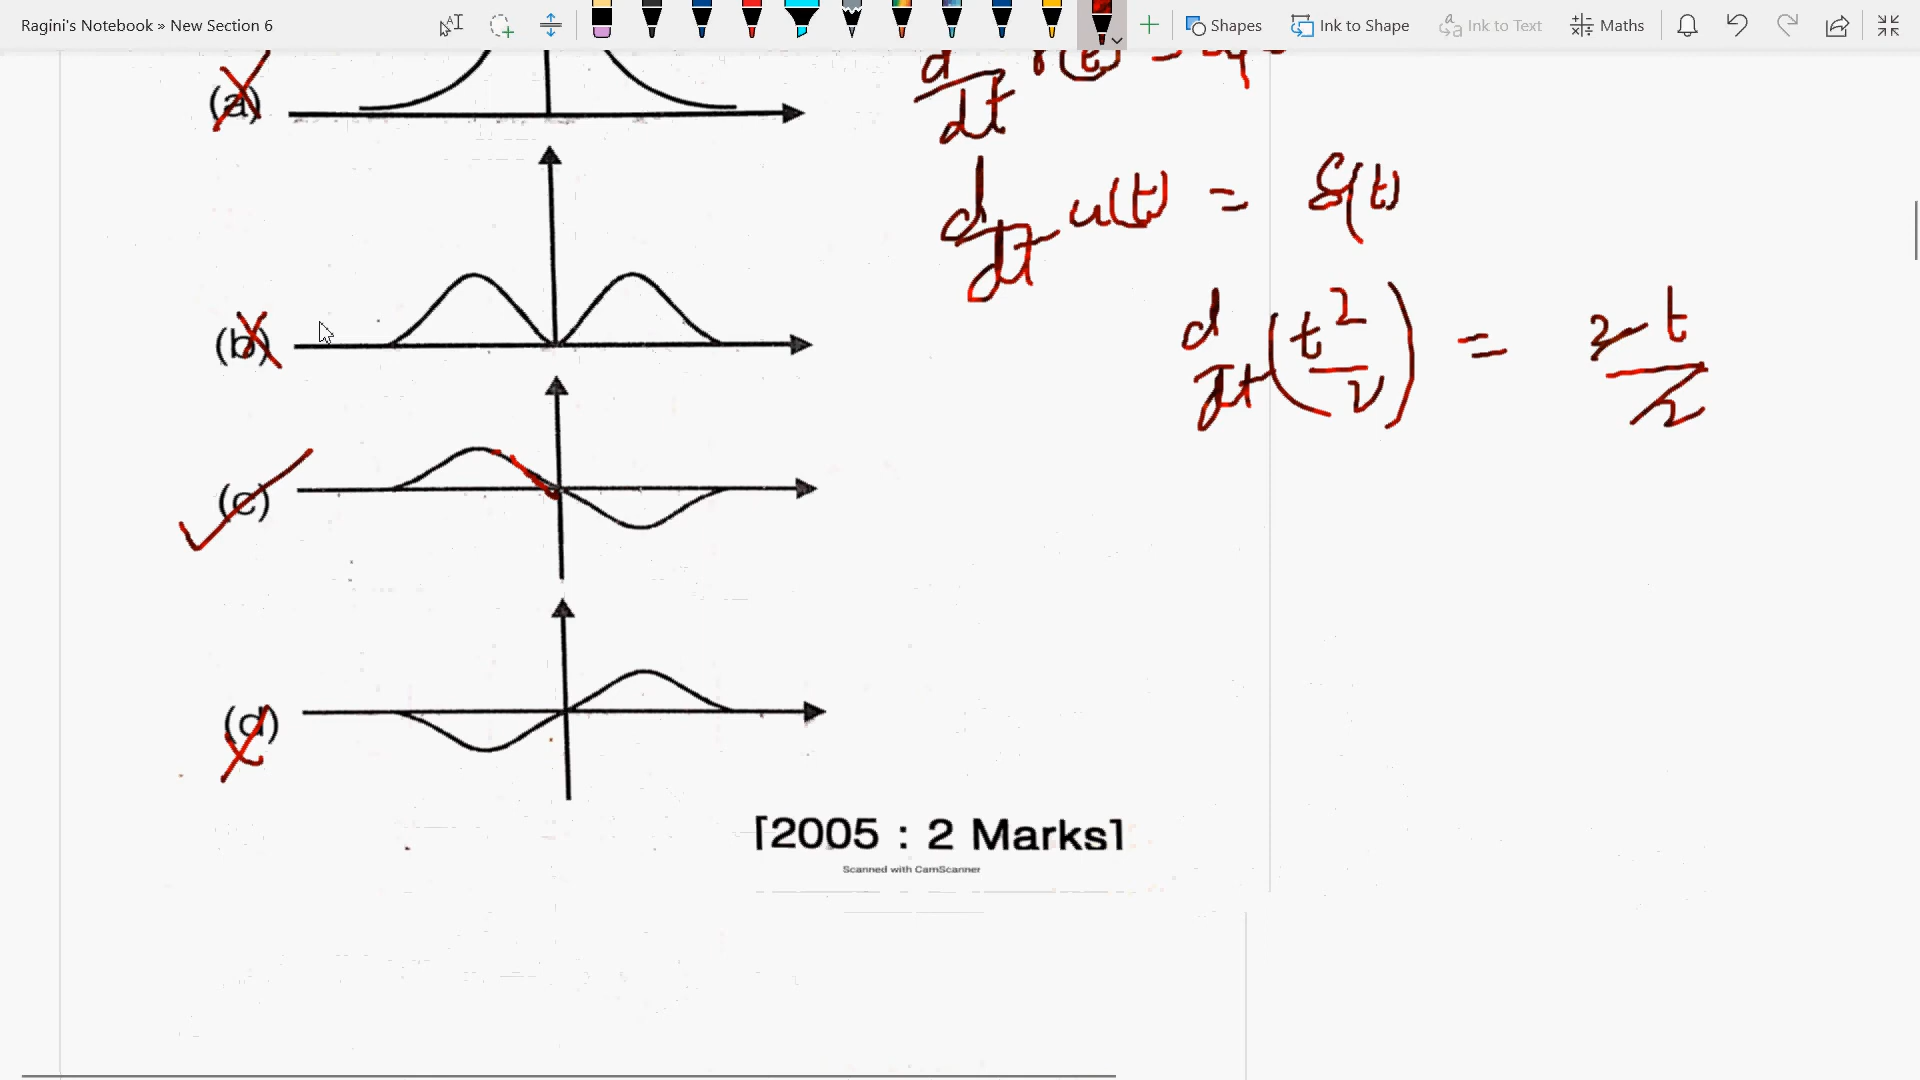 Ragini's Notebook » New Section 6
Shapes
Ink to Shape
Ink to Text
Maths
(a)
d/dt
d/dt u(t) = δ(t)
(b)
d/dt (t²/2) = 2t/2
(c)
(d)
[2005 : 2 Marks]
Scanned with CamScanner